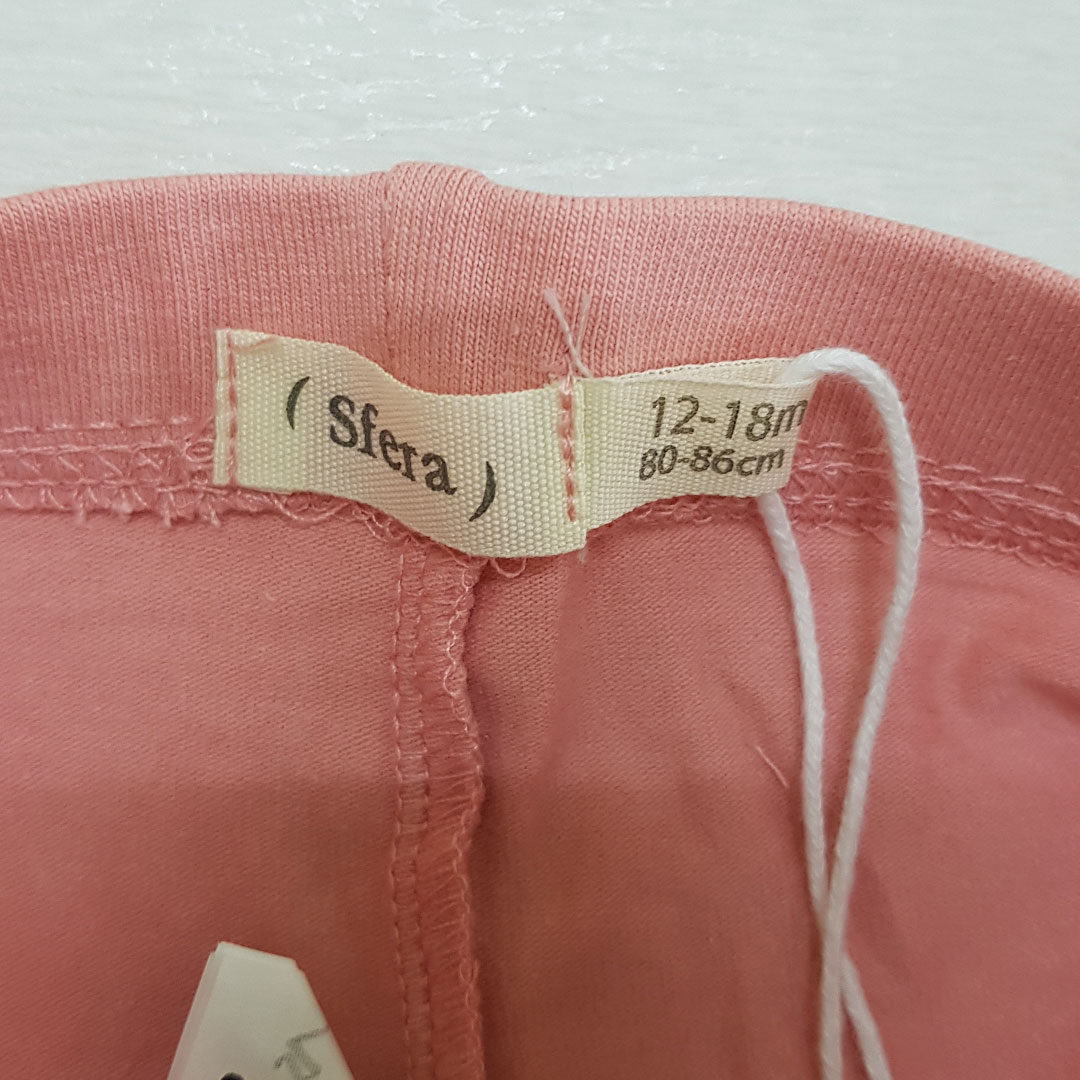 ( Sfera )
12-18m
80-86cm